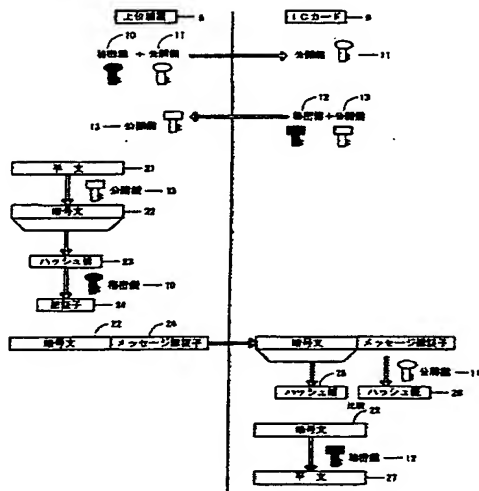 上位装置 8 ICカード 9
10 11
秘密鍵 + 公開鍵 公開鍵 11
12 13
13 公開鍵 秘密鍵+公開鍵
平文 21
公開鍵 13
暗号文 22
ハッシュ値 23
秘密鍵 10
認証子 24
22 24
暗号文 メッセージ認証子 暗号文 メッセージ認証子
公開鍵 11
25
ハッシュ値 ハッシュ値 26
比較 22
暗号文
秘密鍵 12
平文 27